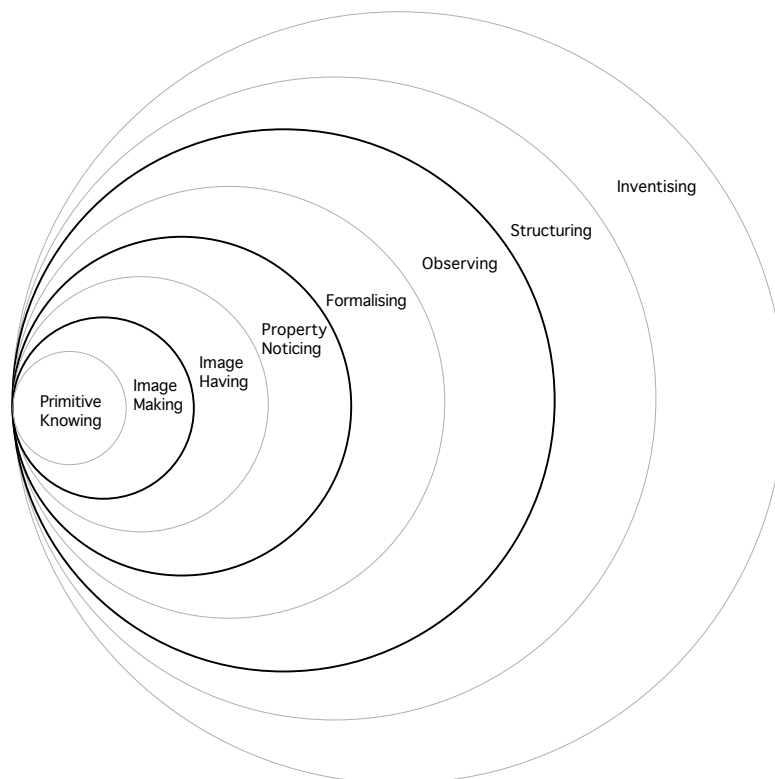 Primitive
Knowing
Image
Making
Image
Having
Property
Noticing
Formalising
Observing
Structuring
Inventising